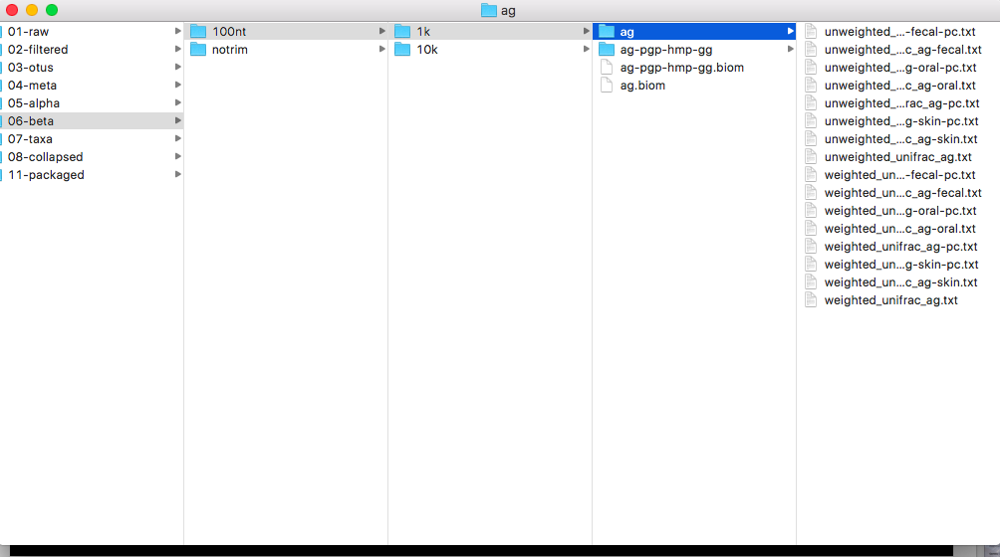 ag
01-raw
02-filtered
03-otus
04-meta
05-alpha
06-beta
07-taxa
08-collapsed
11-packaged
100nt
notrim
1k
10k
ag
ag-pgp-hmp-gg
ag-pgp-hmp-gg.biom
ag.biom
unweighted_...-fecal-pc.txt
unweighted_...c_ag-fecal.txt
unweighted_...g-oral-pc.txt
unweighted_...c_ag-oral.txt
unweighted_...rac_ag-pc.txt
unweighted_...g-skin-pc.txt
unweighted_...c_ag-skin.txt
unweighted_unifrac_ag.txt
weighted_un...-fecal-pc.txt
weighted_un...c_ag-fecal.txt
weighted_un...g-oral-pc.txt
weighted_un...c_ag-oral.txt
weighted_unifrac_ag-pc.txt
weighted_un...g-skin-pc.txt
weighted_un...c_ag-skin.txt
weighted_unifrac_ag.txt